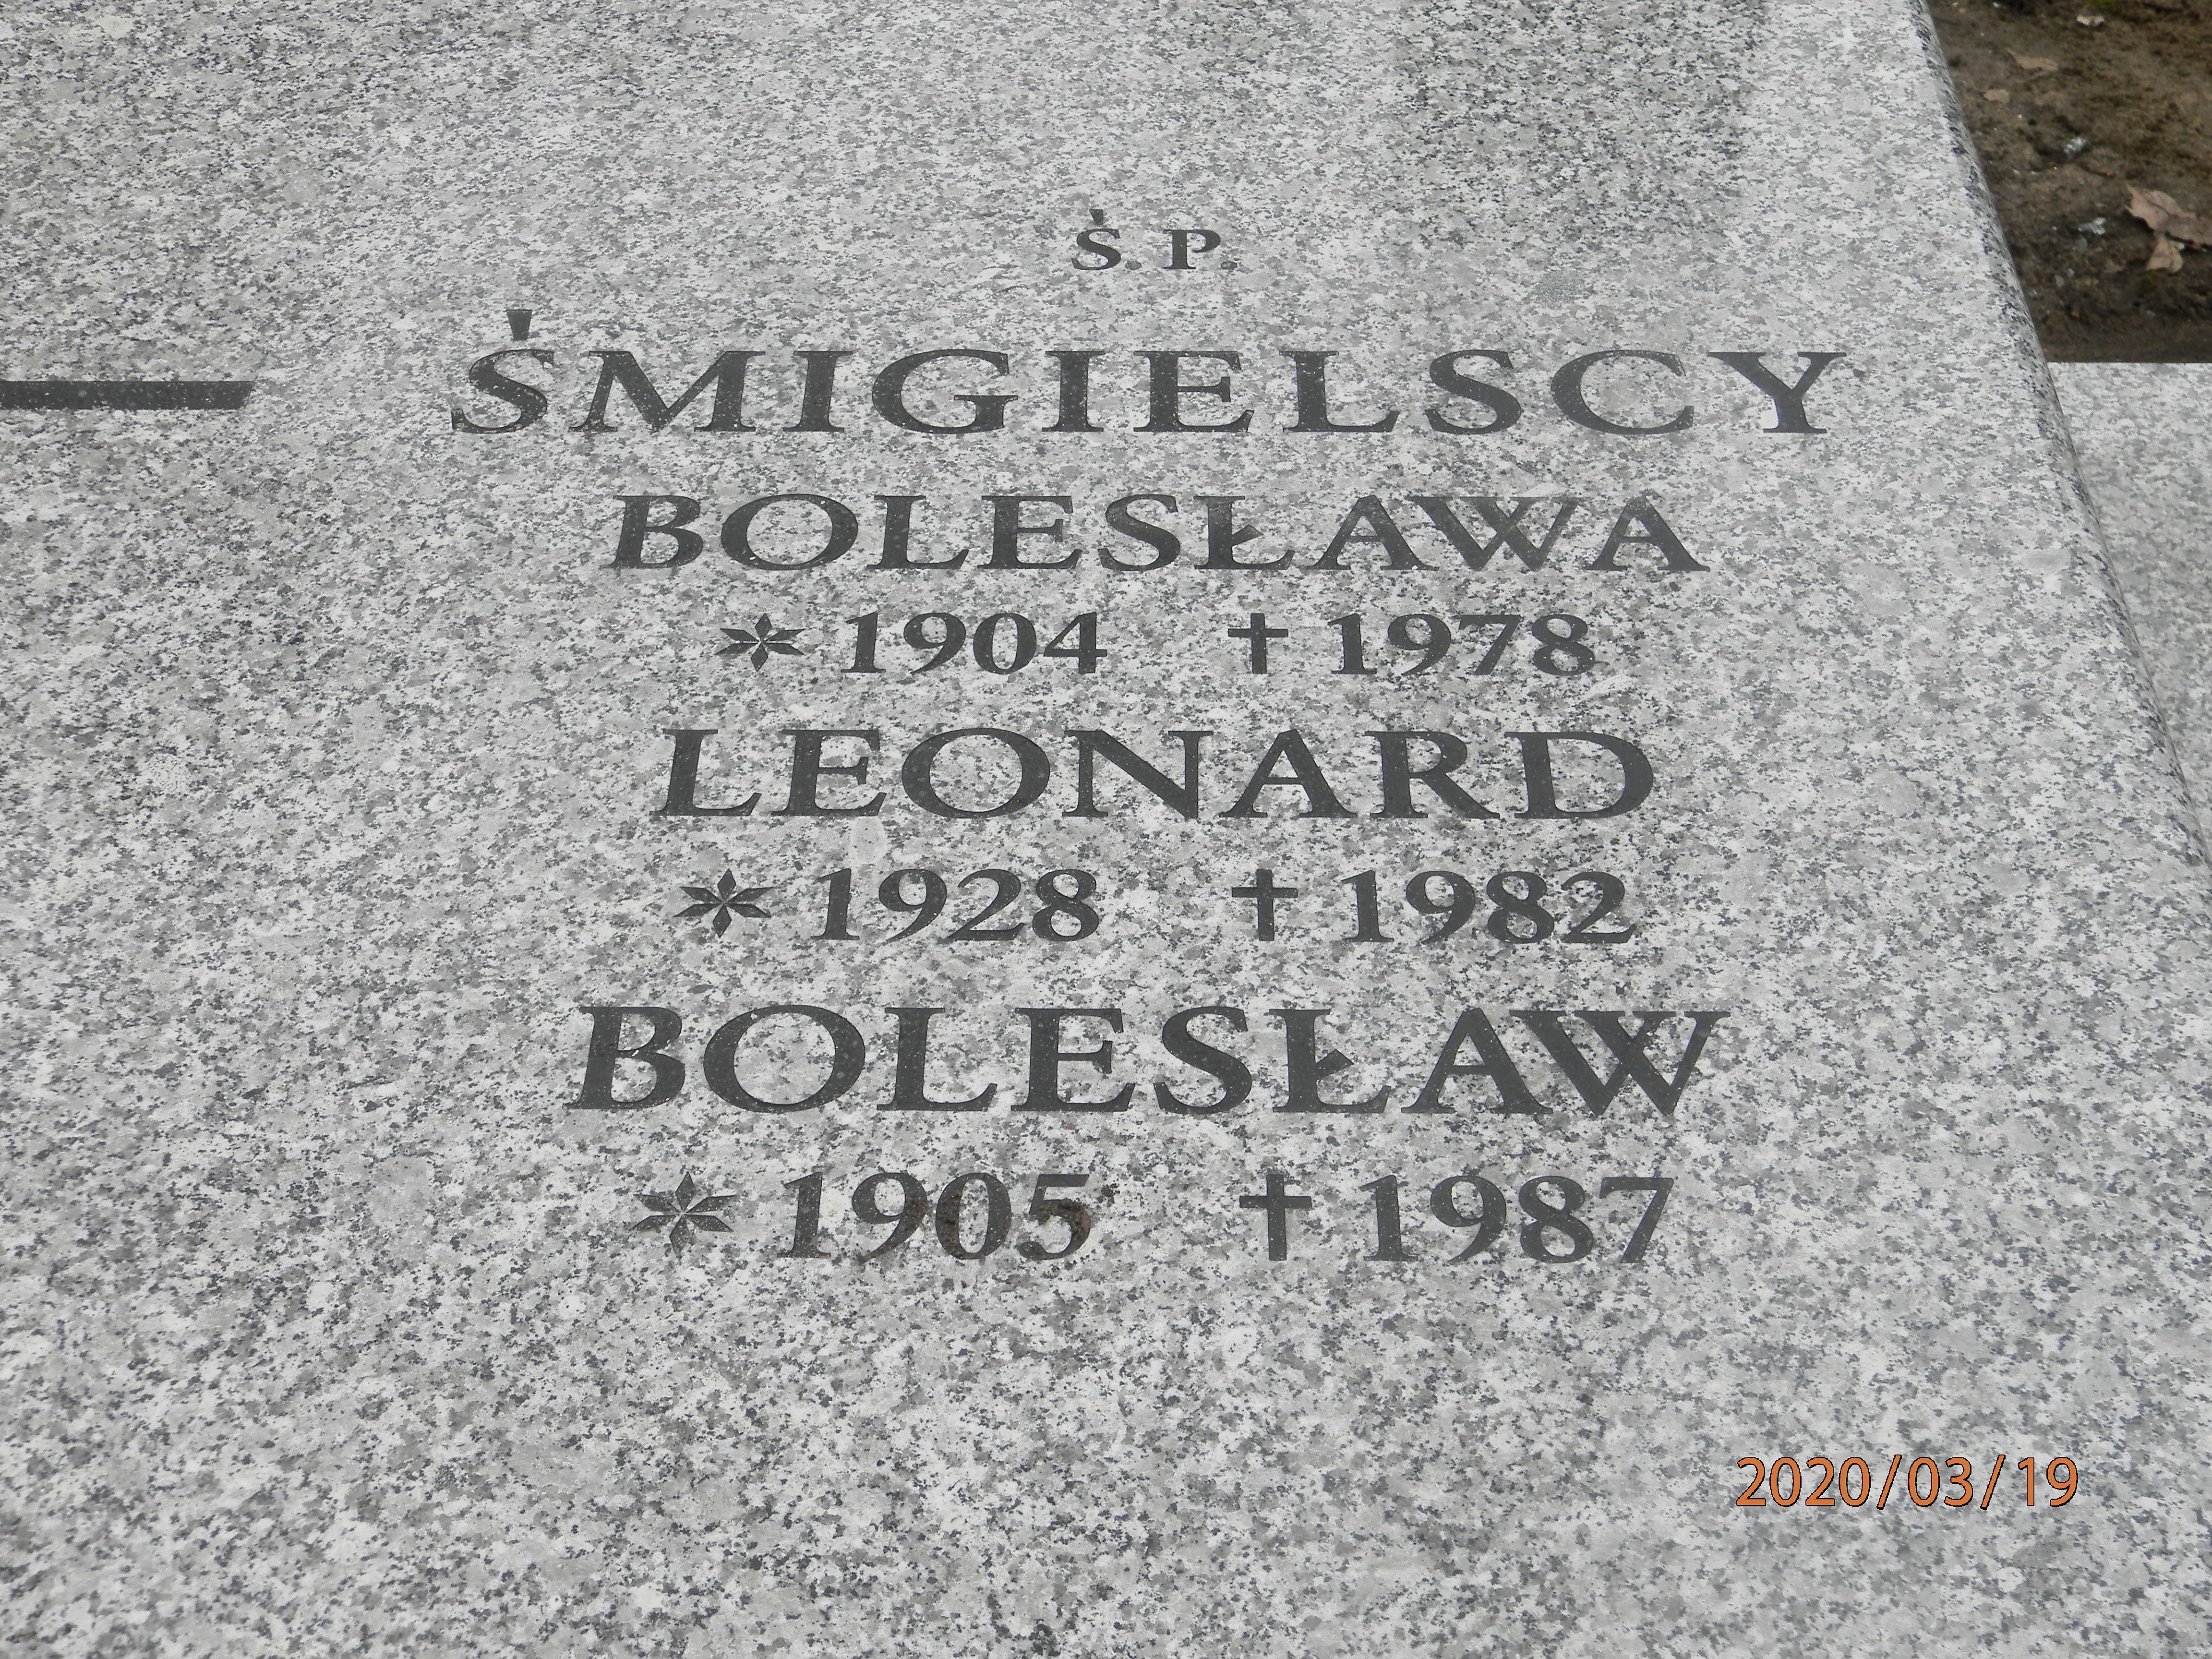 Ś. P.
ŚMIGIELSCY
BOLESŁAWA
* 1904 † 1978
LEONARD
* 1928 † 1982
BOLESŁAW
* 1905 † 1987
2020/03/19